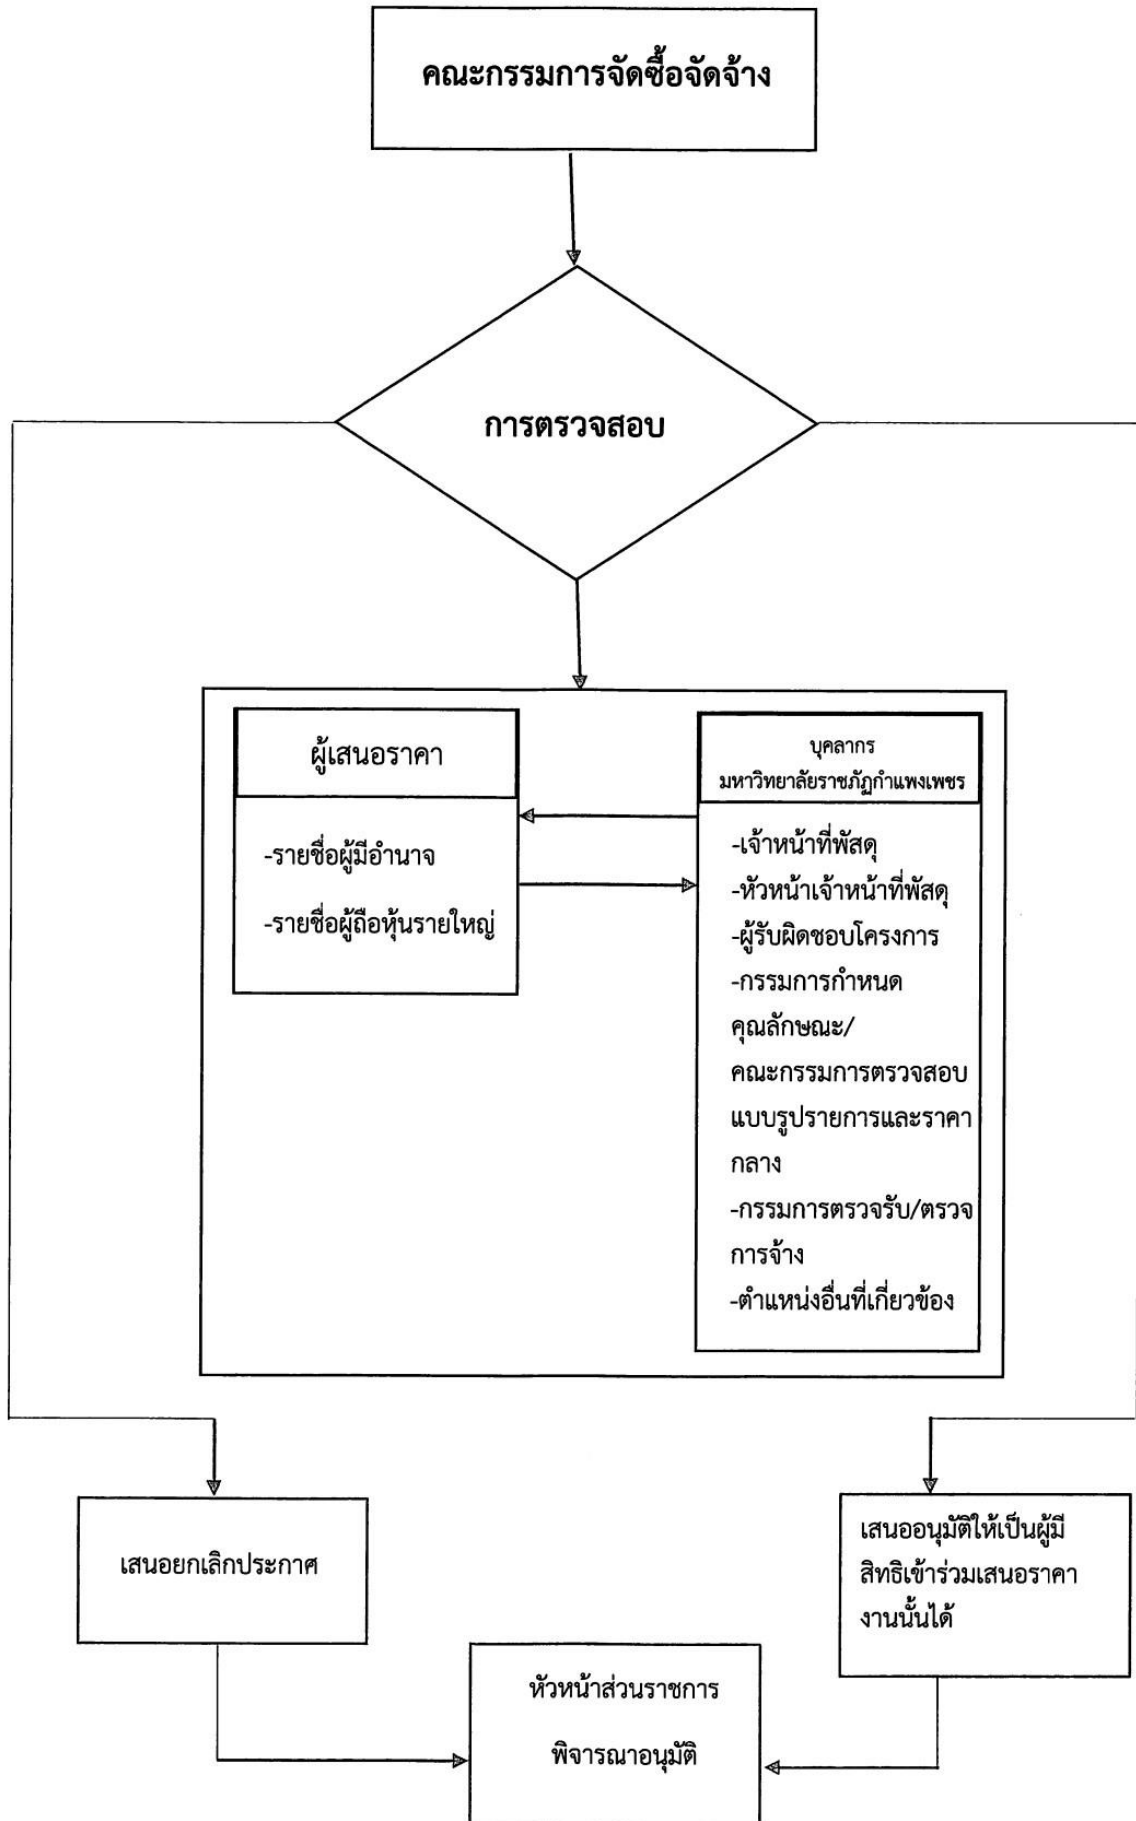 คณะกรรมการจัดซื้อจัดจ้าง
การตรวจสอบ
ผู้เสนอราคา
-รายชื่อผู้มีอำนาจ
-รายชื่อผู้ถือหุ้นรายใหญ่
บุคลากร
มหาวิทยาลัยราชภัฏกำแพงเพชร
-เจ้าหน้าที่พัสดุ
-หัวหน้าเจ้าหน้าที่พัสดุ
-ผู้รับผิดชอบโครงการ
-กรรมการกำหนด
คุณลักษณะ/
คณะกรรมการตรวจสอบ
แบบรูปรายการและราคา
กลาง
-กรรมการตรวจรับ/ตรวจ
การจ้าง
-ตำแหน่งอื่นที่เกี่ยวข้อง
เสนอยกเลิกประกาศ
เสนออนุมัติให้เป็นผู้มี
สิทธิเข้าร่วมเสนอราคา
งานนั้นได้
หัวหน้าส่วนราชการ
พิจารณาอนุมัติ